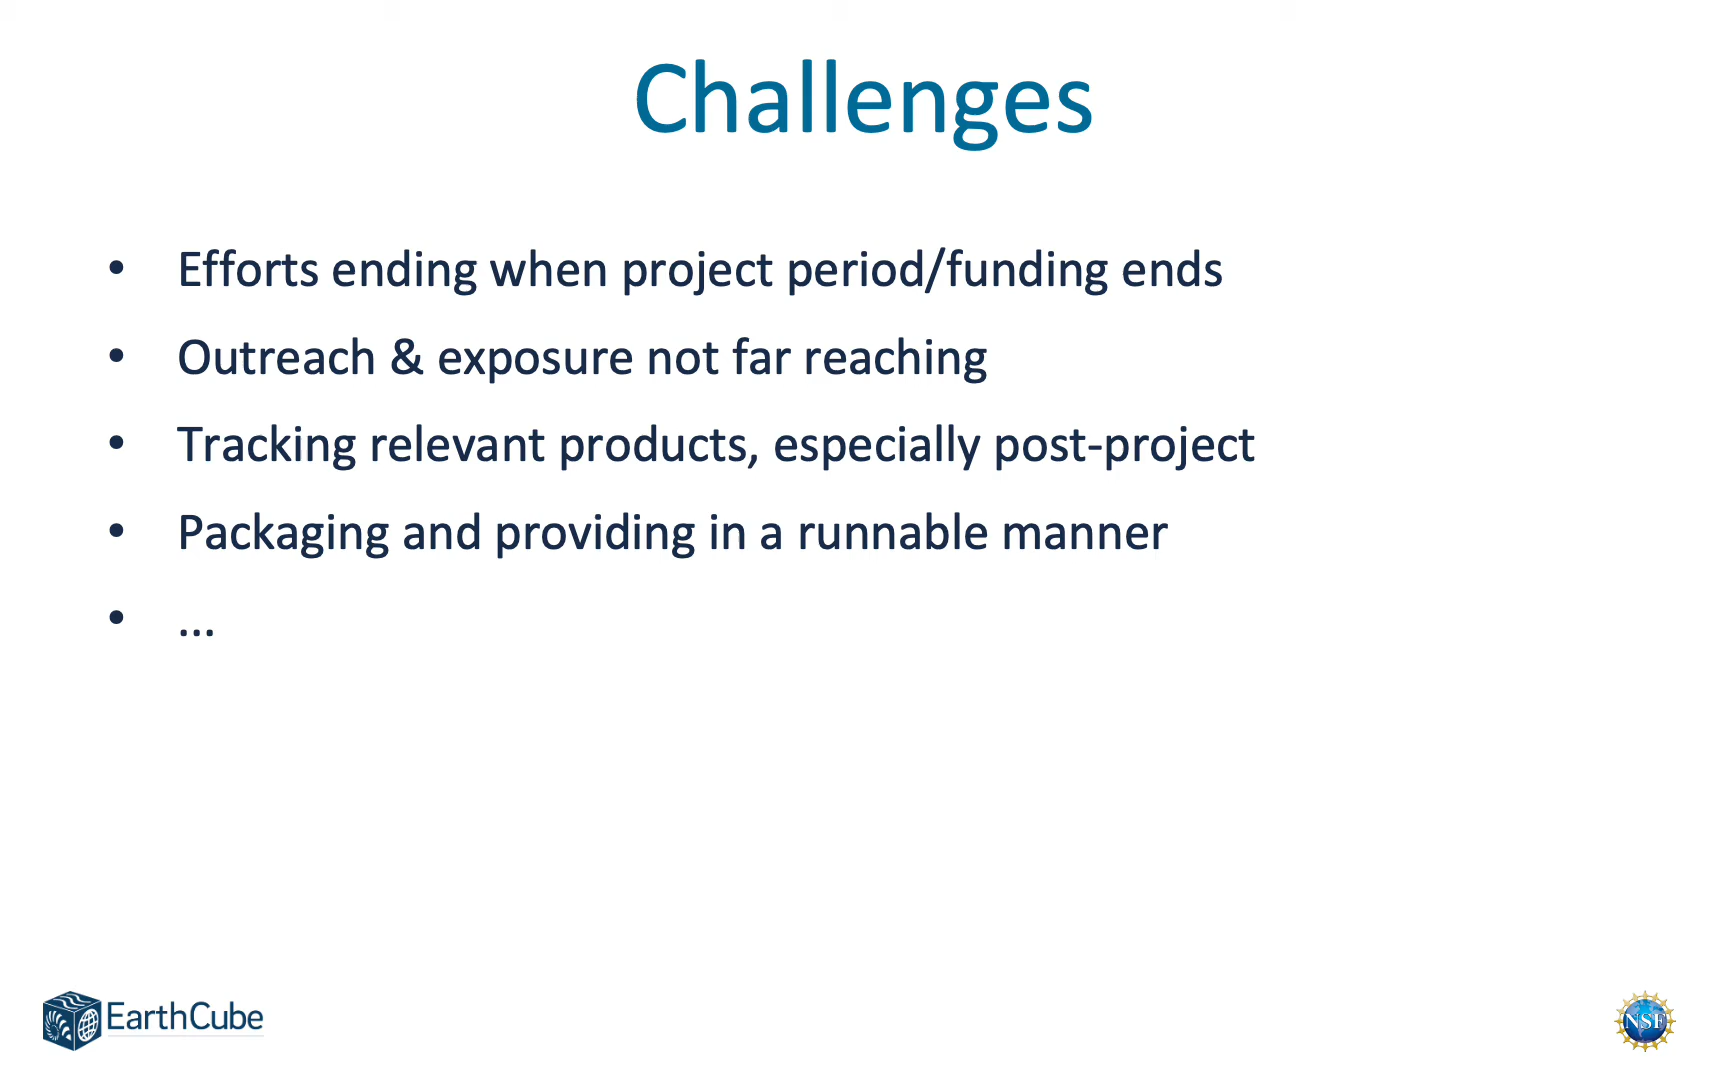 Challenges
• Efforts ending when project period/funding ends
• Outreach & exposure not far reaching
• Tracking relevant products, especially post-project
• Packaging and providing in a runnable manner
• ...
EarthCube
NSF